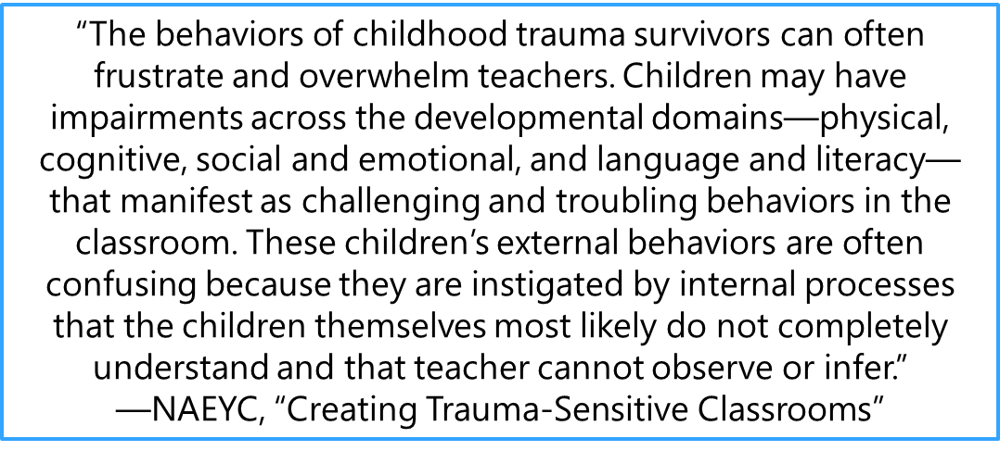 “The behaviors of childhood trauma survivors can often
frustrate and overwhelm teachers. Children may have
impairments across the developmental domains—physical,
cognitive, social and emotional, and language and literacy—
that manifest as challenging and troubling behaviors in the
classroom. These children’s external behaviors are often
confusing because they are instigated by internal processes
that the children themselves most likely do not completely
understand and that teacher cannot observe or infer.”
—NAEYC, “Creating Trauma-Sensitive Classrooms”